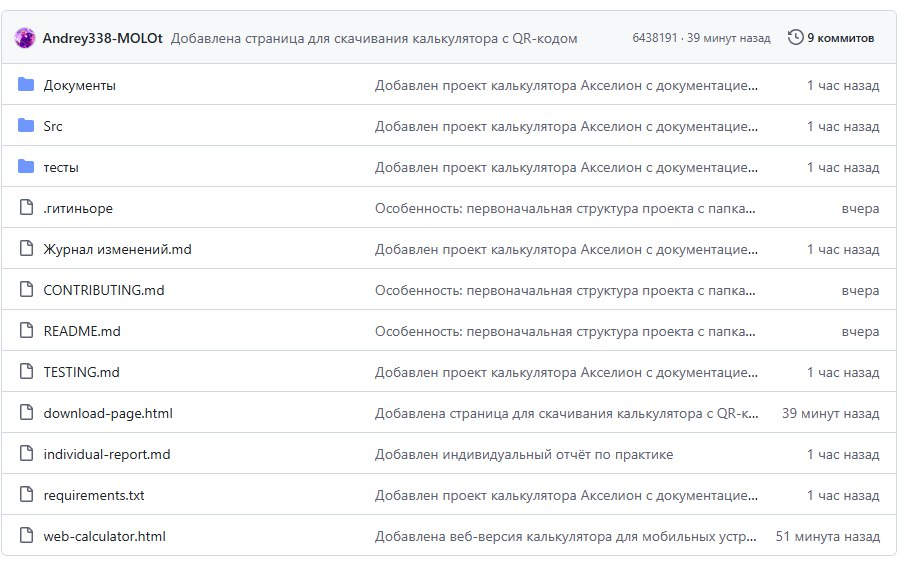 Andrey338-MOLOt Добавлена страница для скачивания калькулятора с QR-кодом 6438191 · 39 минут назад 9 коммитов
Документы Добавлен проект калькулятора Акселион с документацие... 1 час назад
Src Добавлен проект калькулятора Акселион с документацие... 1 час назад
тесты Добавлен проект калькулятора Акселион с документацие... 1 час назад
.гитиньоре Особенность: первоначальная структура проекта с папка... вчера
Журнал изменений.md Добавлен проект калькулятора Акселион с документацие... 1 час назад
CONTRIBUTING.md Особенность: первоначальная структура проекта с папка... вчера
README.md Особенность: первоначальная структура проекта с папка... вчера
TESTING.md Добавлен проект калькулятора Акселион с документацие... 1 час назад
download-page.html Добавлена страница для скачивания калькулятора с QR-к... 39 минут назад
individual-report.md Добавлен индивидуальный отчёт по практике 1 час назад
requirements.txt Добавлен проект калькулятора Акселион с документацие... 1 час назад
web-calculator.html Добавлена веб-версия калькулятора для мобильных устр... 51 минута назад